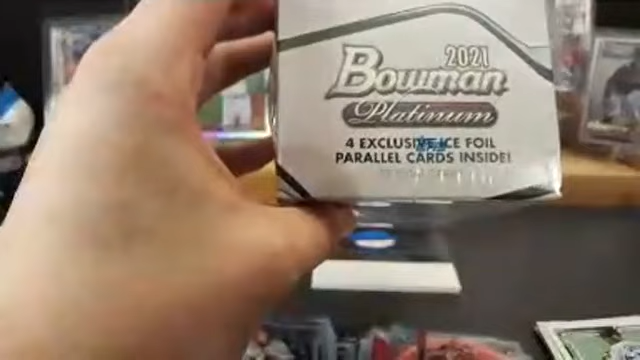 2021
Bowman
Platinum
4 EXCLUSIVE ICE FOIL
PARALLEL CARDS INSIDE!